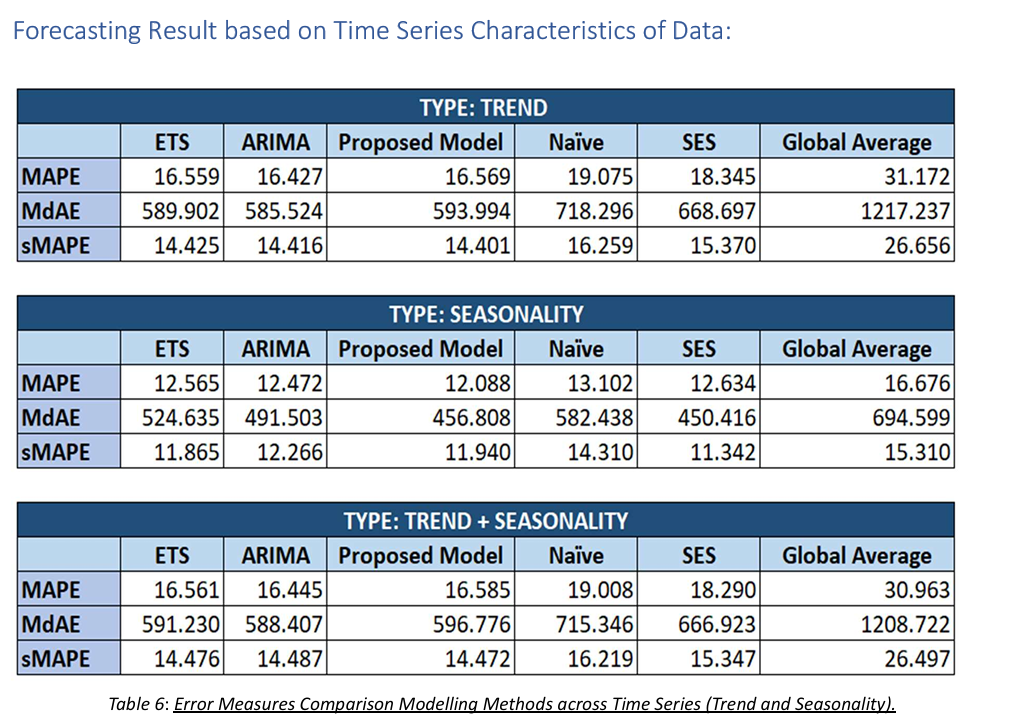 Forecasting Result based on Time Series Characteristics of Data:
TYPE: TREND
ETS ARIMA Proposed Model Naïve SES Global Average
MAPE 16.559 16.427 16.569 19.075 18.345 31.172
MdAE 589.902 585.524 593.994 718.296 668.697 1217.237
sMAPE 14.425 14.416 14.401 16.259 15.370 26.656
TYPE: SEASONALITY
ETS ARIMA Proposed Model Naïve SES Global Average
MAPE 12.565 12.472 12.088 13.102 12.634 16.676
MdAE 524.635 491.503 456.808 582.438 450.416 694.599
sMAPE 11.865 12.266 11.940 14.310 11.342 15.310
TYPE: TREND + SEASONALITY
ETS ARIMA Proposed Model Naïve SES Global Average
MAPE 16.561 16.445 16.585 19.008 18.290 30.963
MdAE 591.230 588.407 596.776 715.346 666.923 1208.722
sMAPE 14.476 14.487 14.472 16.219 15.347 26.497
Table 6: Error Measures Comparison Modelling Methods across Time Series (Trend and Seasonality).